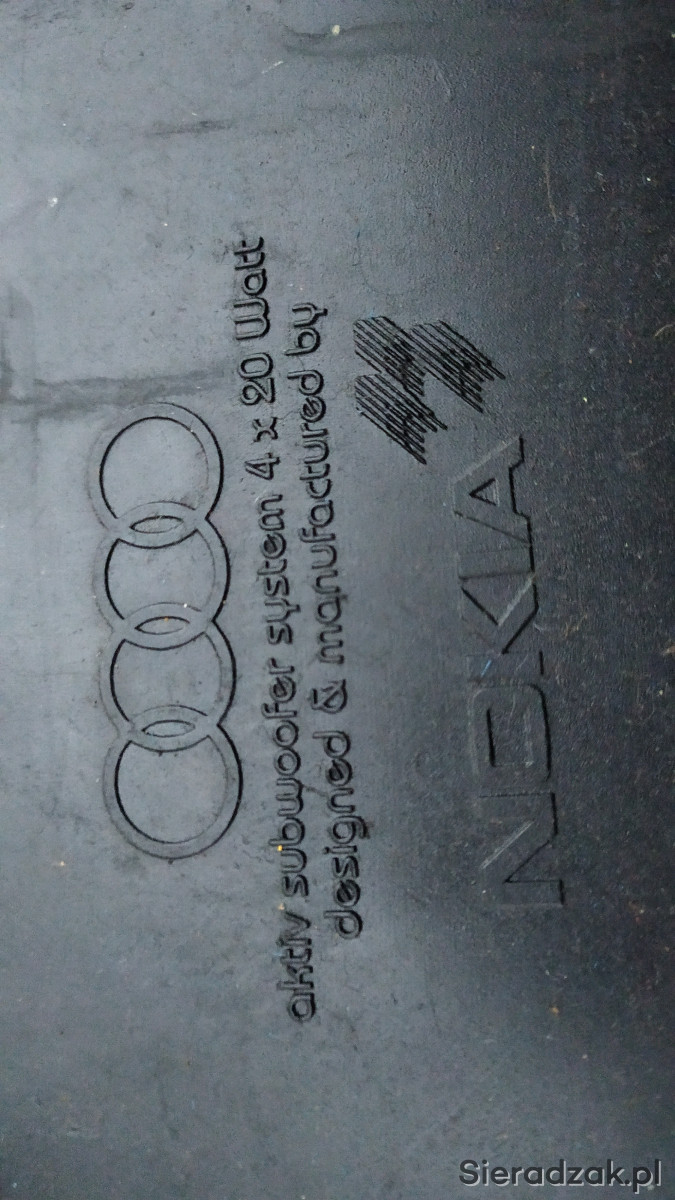 aktiv subwoofer system 4 x 20 Watt
designed & manufactured by
NOKIA
Sieradzak.pl